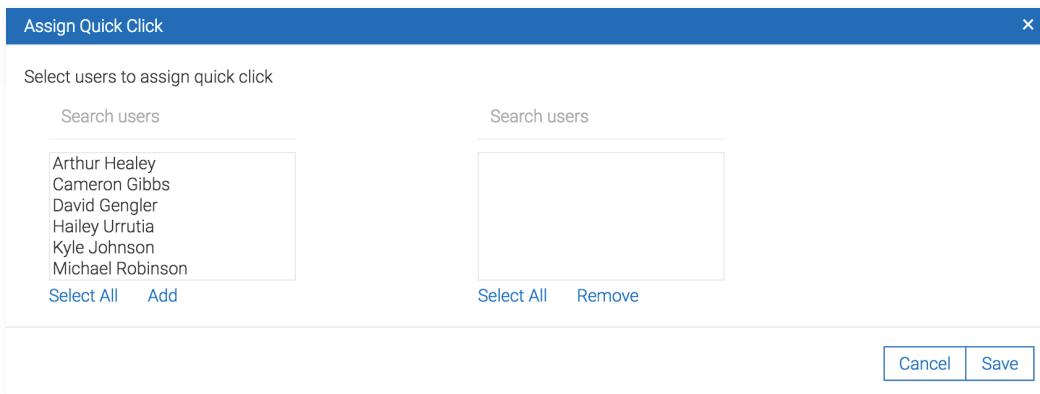 Assign Quick Click ×
Select users to assign quick click
Search users Search users
Arthur Healey
Cameron Gibbs
David Gengler
Hailey Urrutia
Kyle Johnson
Michael Robinson
Select All Add Select All Remove
Cancel Save